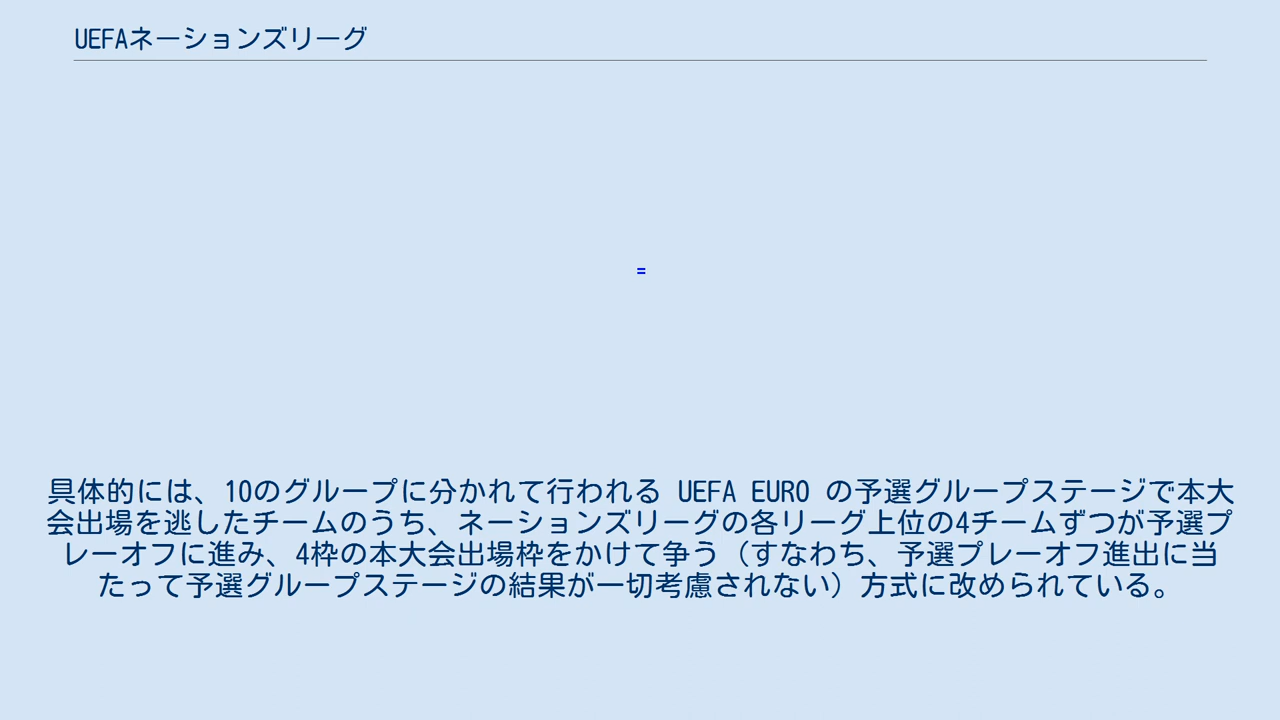 UEFAネーションズリーグ
=
具体的には、10のグループに分かれて行われる UEFA EURO の予選グループステージで本大
会出場を逃したチームのうち、ネーションズリーグの各リーグ上位の4チームずつが予選プ
レーオフに進み、4枠の本大会出場枠をかけて争う（すなわち、予選プレーオフ進出に当
たって予選グループステージの結果が一切考慮されない）方式に改められている。